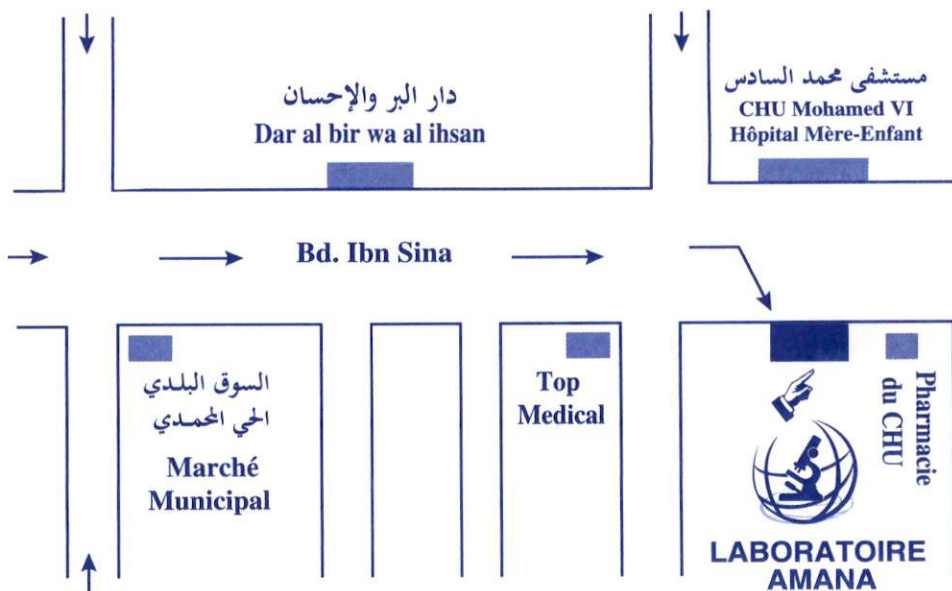 دار البر والإحسان
Dar al bir wa al ihsan
مستشفى محمد السادس
CHU Mohamed VI
Hôpital Mère-Enfant
Bd. Ibn Sina
السوق البلدي
الحي المحمدي
Marché
Municipal
Top
Medical
Pharmacie
du CHU
LABORATOIRE
AMANA